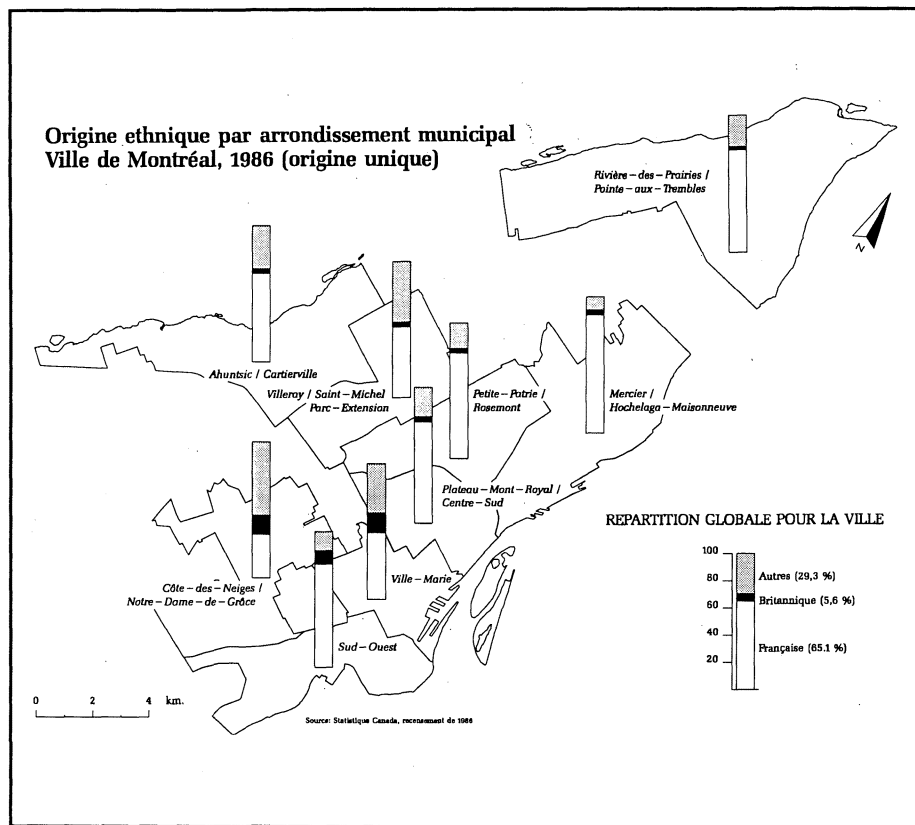 Origine ethnique par arrondissement municipal
Ville de Montréal, 1986 (origine unique)
Rivière-des-Prairies /
Pointe-aux-Trembles
N
Ahuntsic / Cartierville
Villeray / Saint-Michel
Parc-Extension
Petite-Patrie /
Rosemont
Mercier /
Hochelaga-Maisonneuve
Plateau-Mont-Royal /
Centre-Sud
Côte-des-Neiges /
Notre-Dame-de-Grâce
Ville-Marie
Sud-Ouest
REPARTITION GLOBALE POUR LA VILLE
100
80
60
40
20
Autres (29,3 %)
Britannique (5,6 %)
Française (65.1 %)
0 2 4 km.
Source: Statistique Canada, recensement de 1986